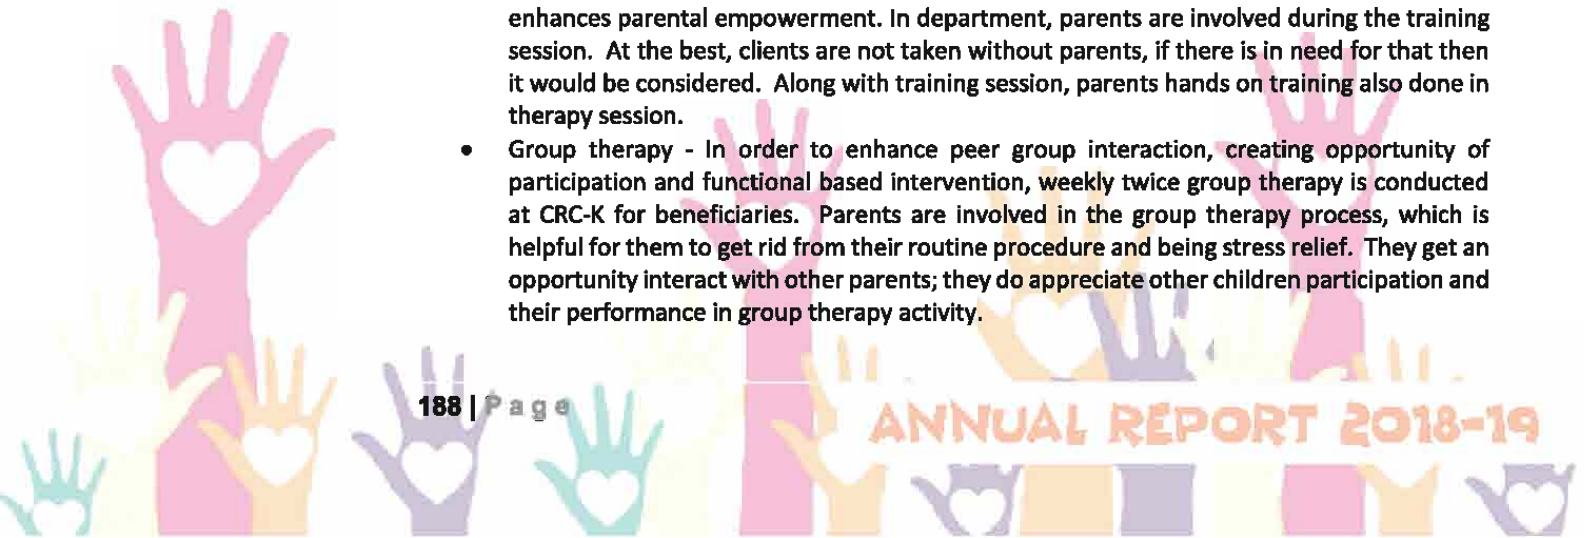 enhances parental empowerment. In department, parents are involved during the training
session. At the best, clients are not taken without parents, if there is in need for that then
it would be considered. Along with training session, parents hands on training also done in
therapy session.
• Group therapy - In order to enhance peer group interaction, creating opportunity of
participation and functional based intervention, weekly twice group therapy is conducted
at CRC-K for beneficiaries. Parents are involved in the group therapy process, which is
helpful for them to get rid from their routine procedure and being stress relief. They get an
opportunity interact with other parents; they do appreciate other children participation and
their performance in group therapy activity.
188 | Page
ANNUAL REPORT 2018-19